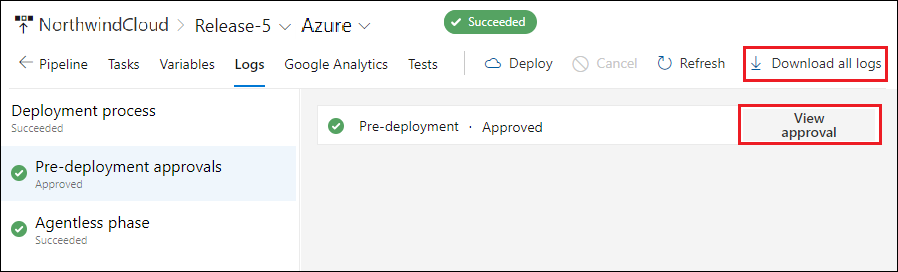 NorthwindCloud Release-5 Azure Succeeded
Pipeline Tasks Variables Logs Google Analytics Tests Deploy Cancel Refresh Download all logs
Deployment process
Succeeded
Pre-deployment · Approved
View
approval
Pre-deployment approvals
Approved
Agentless phase
Succeeded